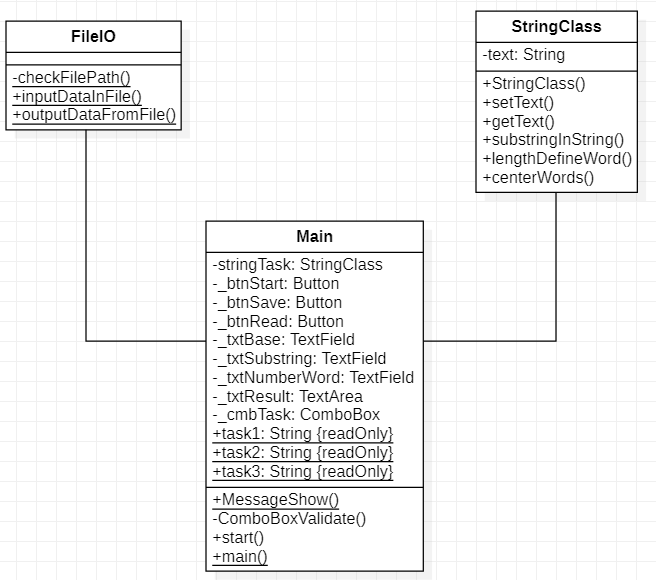 FileIO
-checkFilePath()
+inputDataInFile()
+outputDataFromFile()
StringClass
-text: String
+StringClass()
+setText()
+getText()
+substringInString()
+lengthDefineWord()
+centerWords()
Main
-stringTask: StringClass
-_btnStart: Button
-_btnSave: Button
-_btnRead: Button
-_txtBase: TextField
-_txtSubstring: TextField
-_txtNumberWord: TextField
-_txtResult: TextArea
-_cmbTask: ComboBox
+task1: String {readOnly}
+task2: String {readOnly}
+task3: String {readOnly}
+MessageShow()
-ComboBoxValidate()
+start()
+main()